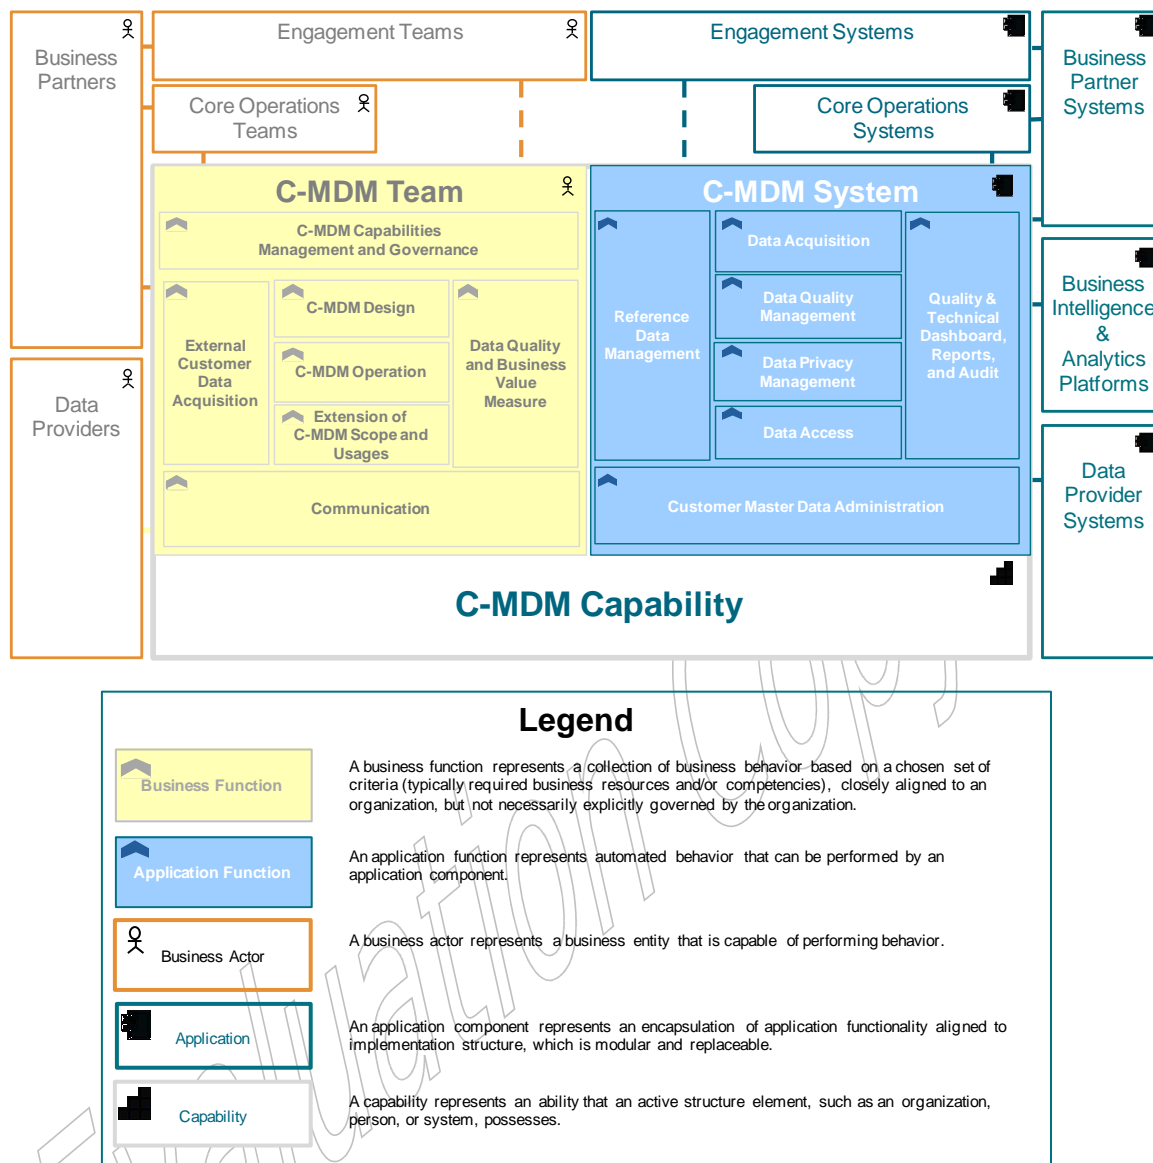 Business
Partners
Engagement Teams
Engagement Systems
Business
Partner
Systems
Core Operations
Teams
Core Operations
Systems
C-MDM Team
C-MDM System
C-MDM Capabilities
Management and Governance
External
Customer
Data
Acquisition
C-MDM Design
C-MDM Operation
Extension of
C-MDM Scope and
Usages
Data Quality
and Business
Value
Measure
Communication
Reference
Data
Management
Data Acquisition
Data Quality
Management
Data Privacy
Management
Data Access
Quality &
Technical
Dashboard,
Reports,
and Audit
Customer Master Data Administration
Business
Intelligence
&
Analytics
Platforms
Data
Providers
Data
Provider
Systems
C-MDM Capability
Legend
Business Function
A business function represents a collection of business behavior based on a chosen set of
criteria (typically required business resources and/or competencies), closely aligned to an
organization, but not necessarily explicitly governed by the organization.
Application Function
An application function represents automated behavior that can be performed by an
application component.
Business Actor
A business actor represents a business entity that is capable of performing behavior.
Application
An application component represents an encapsulation of application functionality aligned to
implementation structure, which is modular and replaceable.
Capability
A capability represents an ability that an active structure element, such as an organization,
person, or system, possesses.
Evaluation Copy